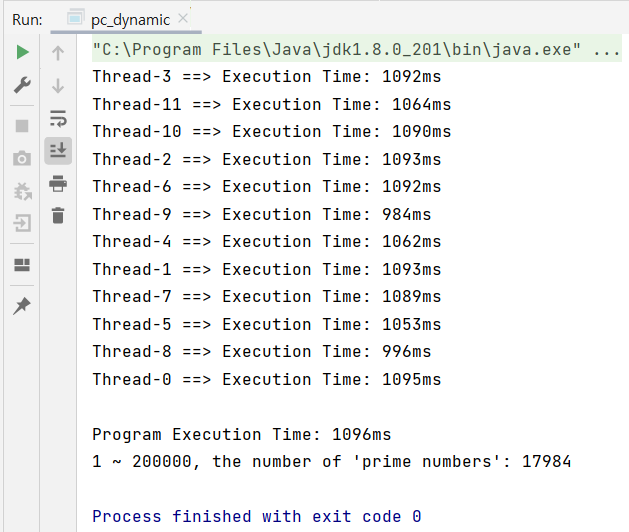 Run: pc_dynamic
"C:\Program Files\Java\jdk1.8.0_201\bin\java.exe" ...
Thread-3 ==> Execution Time: 1092ms
Thread-11 ==> Execution Time: 1064ms
Thread-10 ==> Execution Time: 1090ms
Thread-2 ==> Execution Time: 1093ms
Thread-6 ==> Execution Time: 1092ms
Thread-9 ==> Execution Time: 984ms
Thread-4 ==> Execution Time: 1062ms
Thread-1 ==> Execution Time: 1093ms
Thread-7 ==> Execution Time: 1089ms
Thread-5 ==> Execution Time: 1053ms
Thread-8 ==> Execution Time: 996ms
Thread-0 ==> Execution Time: 1095ms
Program Execution Time: 1096ms
1 ~ 200000, the number of 'prime numbers': 17984
Process finished with exit code 0